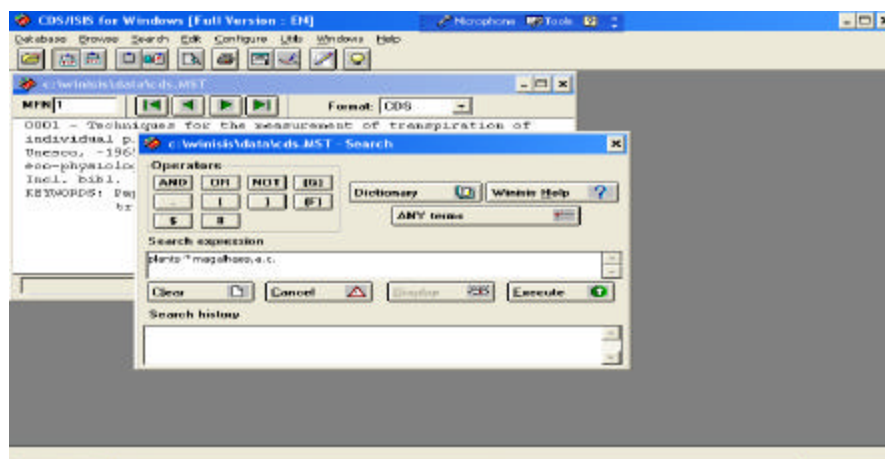 CDS/ISIS for Windows [Full Version : EN]
Microphone Tools
Database Browse Search Edit Configure Utils Windows Help
c:\winisis\data\cds.MST
MFN 1 Format: CDS
0001 - Techniques for the measurement of transpiration of
individual p
Unesco, -196
eco-physiolo
Incl. bibl.
KEYWORDS:
c:\winisis\data\cds.MST - Search
Operators
AND OR NOT (G)
. ( ) (F)
$ #
Dictionary Winisis Help
ANY terms
Search expression
plants * magalhaes,a.c.
Clear Cancel Display Execute
Search history